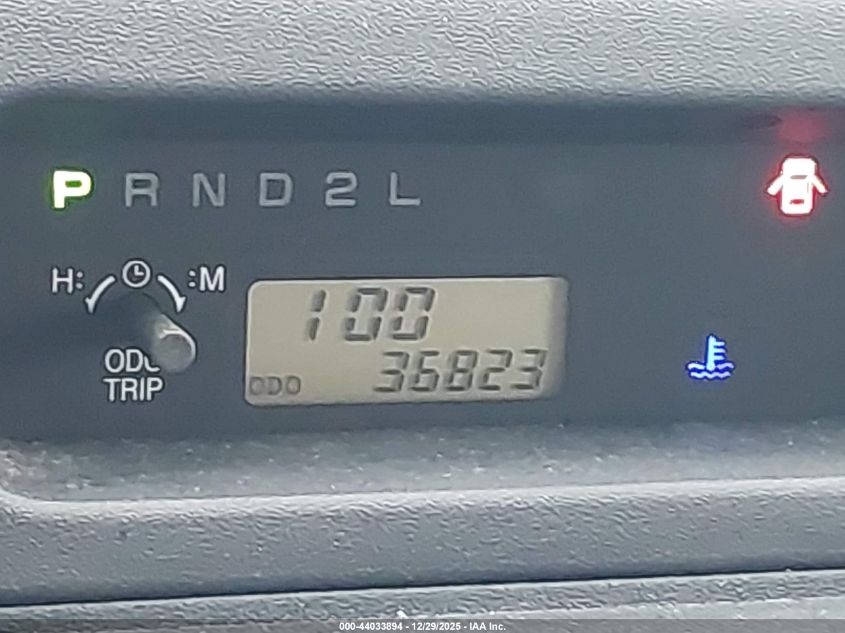 P R N D 2 L
H: :M
100
ODO
TRIP
ODO 36823
000-44033894 - 12/29/2025 - IAA Inc.